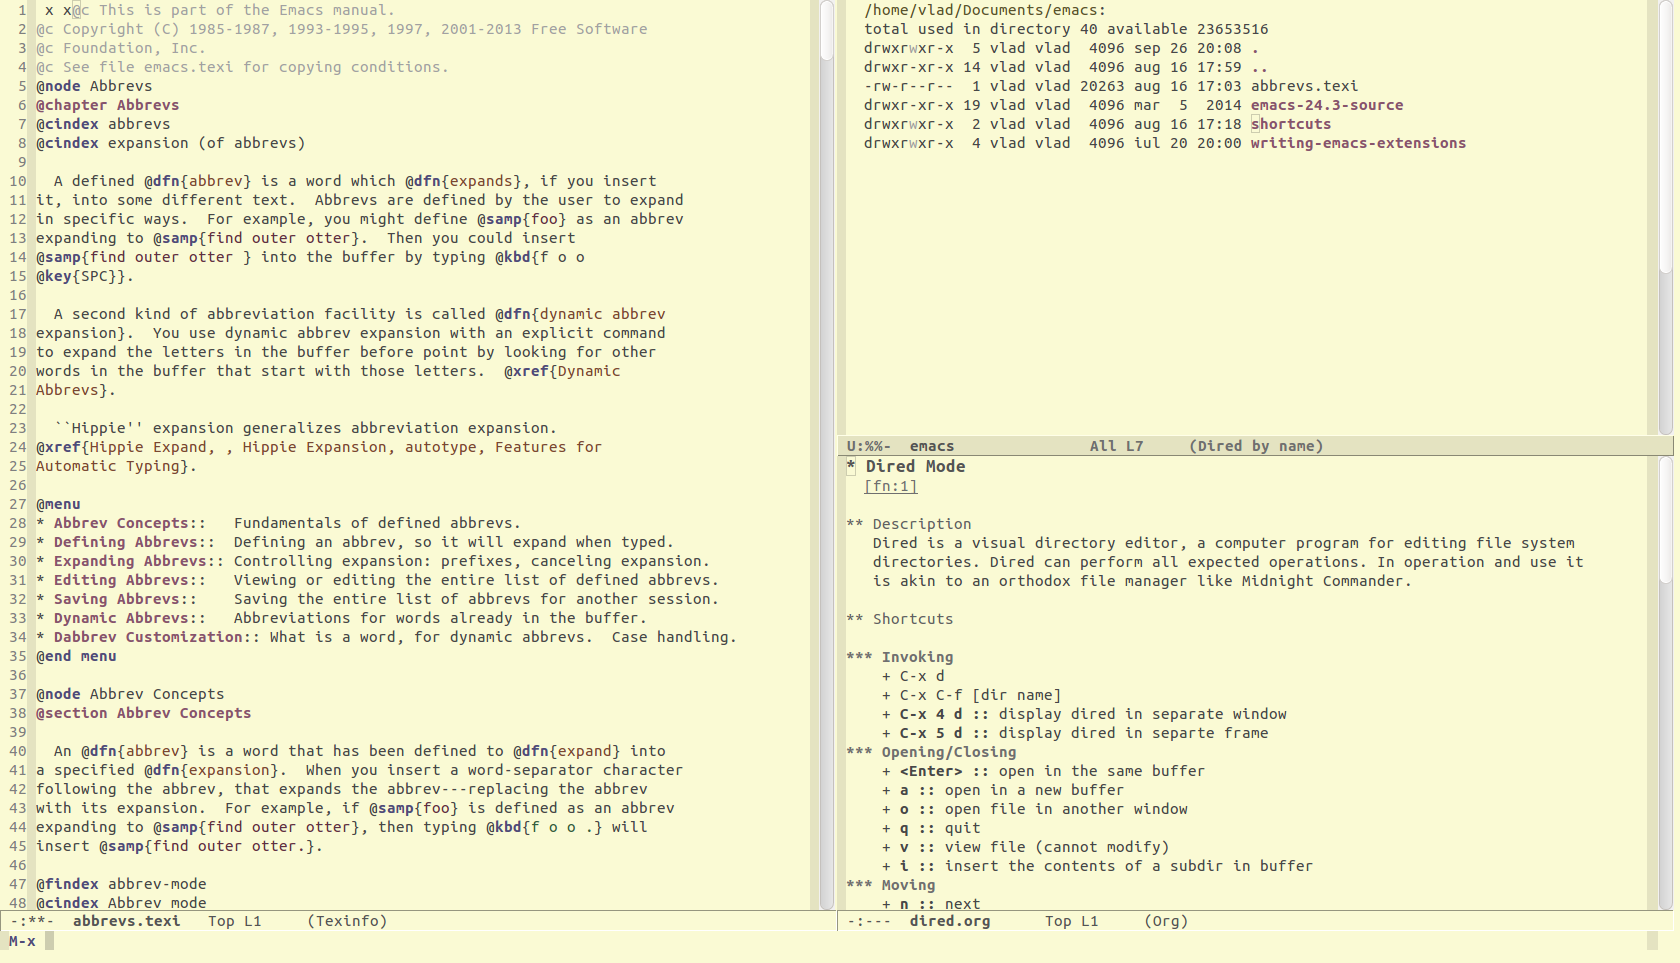 1  x x@c This is part of the Emacs manual.
2 @c Copyright (C) 1985-1987, 1993-1995, 1997, 2001-2013 Free Software
3 @c Foundation, Inc.
4 @c See file emacs.texi for copying conditions.
5 @node Abbrevs
6 @chapter Abbrevs
7 @cindex abbrevs
8 @cindex expansion (of abbrevs)
9
10   A defined @dfn{abbrev} is a word which @dfn{expands}, if you insert
11 it, into some different text.  Abbrevs are defined by the user to expand
12 in specific ways.  For example, you might define @samp{foo} as an abbrev
13 expanding to @samp{find outer otter}.  Then you could insert
14 @samp{find outer otter } into the buffer by typing @kbd{f o o
15 @key{SPC}}.
16
17   A second kind of abbreviation facility is called @dfn{dynamic abbrev
18 expansion}.  You use dynamic abbrev expansion with an explicit command
19 to expand the letters in the buffer before point by looking for other
20 words in the buffer that start with those letters.  @xref{Dynamic
21 Abbrevs}.
22
23   ``Hippie'' expansion generalizes abbreviation expansion.
24 @xref{Hippie Expand, , Hippie Expansion, autotype, Features for
25 Automatic Typing}.
26
27 @menu
28 * Abbrev Concepts::   Fundamentals of defined abbrevs.
29 * Defining Abbrevs::  Defining an abbrev, so it will expand when typed.
30 * Expanding Abbrevs:: Controlling expansion: prefixes, canceling expansion.
31 * Editing Abbrevs::   Viewing or editing the entire list of defined abbrevs.
32 * Saving Abbrevs::    Saving the entire list of abbrevs for another session.
33 * Dynamic Abbrevs::   Abbreviations for words already in the buffer.
34 * Dabbrev Customization:: What is a word, for dynamic abbrevs.  Case handling.
35 @end menu
36
37 @node Abbrev Concepts
38 @section Abbrev Concepts
39
40   An @dfn{abbrev} is a word that has been defined to @dfn{expand} into
41 a specified @dfn{expansion}.  When you insert a word-separator character
42 following the abbrev, that expands the abbrev---replacing the abbrev
43 with its expansion.  For example, if @samp{foo} is defined as an abbrev
44 expanding to @samp{find outer otter}, then typing @kbd{f o o .} will
45 insert @samp{find outer otter.}.
46
47 @findex abbrev-mode
48 @cindex Abbrev mode
-:**-  abbrevs.texi   Top L1     (Texinfo)
/home/vlad/Documents/emacs:
total used in directory 40 available 23653516
drwxrwxr-x  5 vlad vlad  4096 sep 26 20:08 .
drwxr-xr-x 14 vlad vlad  4096 aug 16 17:59 ..
-rw-r--r--  1 vlad vlad 20263 aug 16 17:03 abbrevs.texi
drwxr-xr-x 19 vlad vlad  4096 mar  5  2014 emacs-24.3-source
drwxrwxr-x  2 vlad vlad  4096 aug 16 17:18 shortcuts
drwxrwxr-x  4 vlad vlad  4096 iul 20 20:00 writing-emacs-extensions
U:%%-  emacs               All L7     (Dired by name)
* Dired Mode
[fn:1]
** Description
Dired is a visual directory editor, a computer program for editing file system
directories. Dired can perform all expected operations. In operation and use it
is akin to an orthodox file manager like Midnight Commander.
** Shortcuts
*** Invoking
+ C-x d
+ C-x C-f [dir name]
+ C-x 4 d :: display dired in separate window
+ C-x 5 d :: display dired in separte frame
*** Opening/Closing
+ <Enter> :: open in the same buffer
+ a :: open in a new buffer
+ o :: open file in another window
+ q :: quit
+ v :: view file (cannot modify)
+ i :: insert the contents of a subdir in buffer
*** Moving
+ n :: next
-:---  dired.org      Top L1     (Org)
M-x